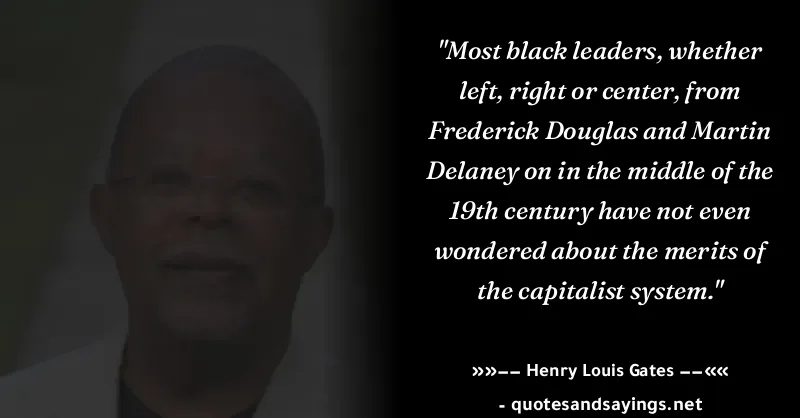 "Most black leaders, whether
left, right or center, from
Frederick Douglas and Martin
Delaney on in the middle of the
19th century have not even
wondered about the merits of
the capitalist system."
»»—— Henry Louis Gates ——««
- quotesandsayings.net